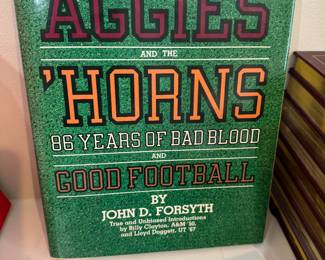 AGGIES
AND THE
'HORNS
86 YEARS OF BAD BLOOD
AND
GOOD FOOTBALL
BY
JOHN D. FORSYTH
True and Unbiased Introductions
by Billy Clayton, A&M '50,
and Lloyd Doggett, UT '67